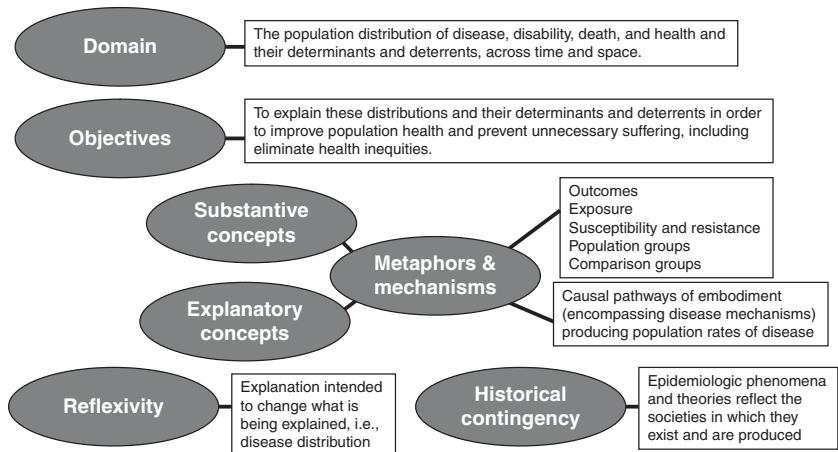 Domain
The population distribution of disease, disability, death, and health and
their determinants and deterrents, across time and space.
Objectives
To explain these distributions and their determinants and deterrents in order
to improve population health and prevent unnecessary suffering, including
eliminate health inequities.
Substantive
concepts
Explanatory
concepts
Metaphors &
mechanisms
Outcomes
Exposure
Susceptibility and resistance
Population groups
Comparison groups
Causal pathways of embodiment
(encompassing disease mechanisms)
producing population rates of disease
Reflexivity
Explanation intended
to change what is
being explained, i.e.,
disease distribution
Historical
contingency
Epidemiologic phenomena
and theories reflect the
societies in which they
exist and are produced